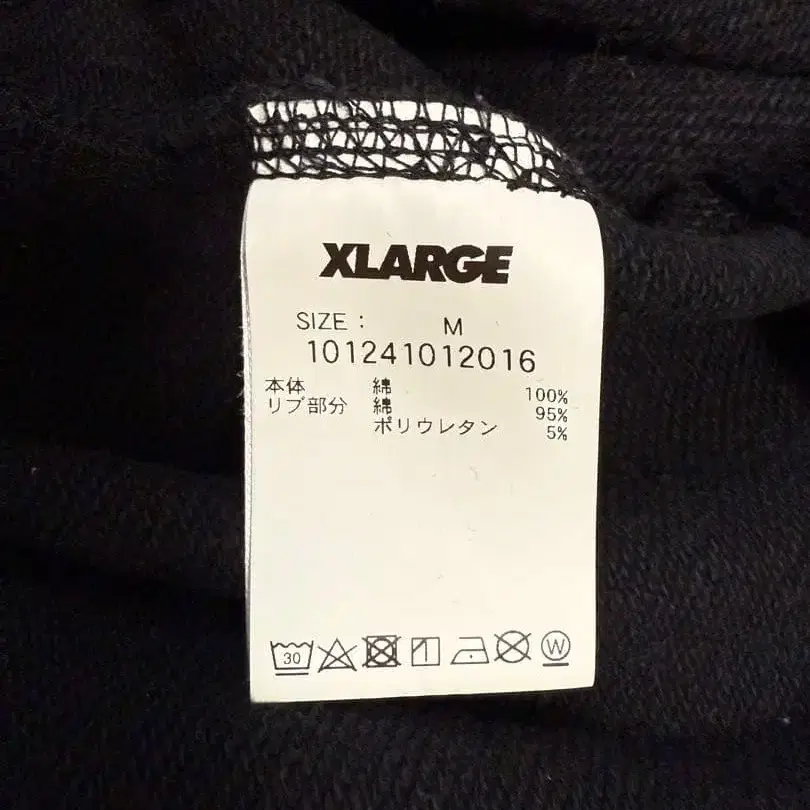 XLARGE
SIZE : M
101241012016
本体 綿 100%
リブ部分 綿 95%
ポリウレタン 5%
30 W